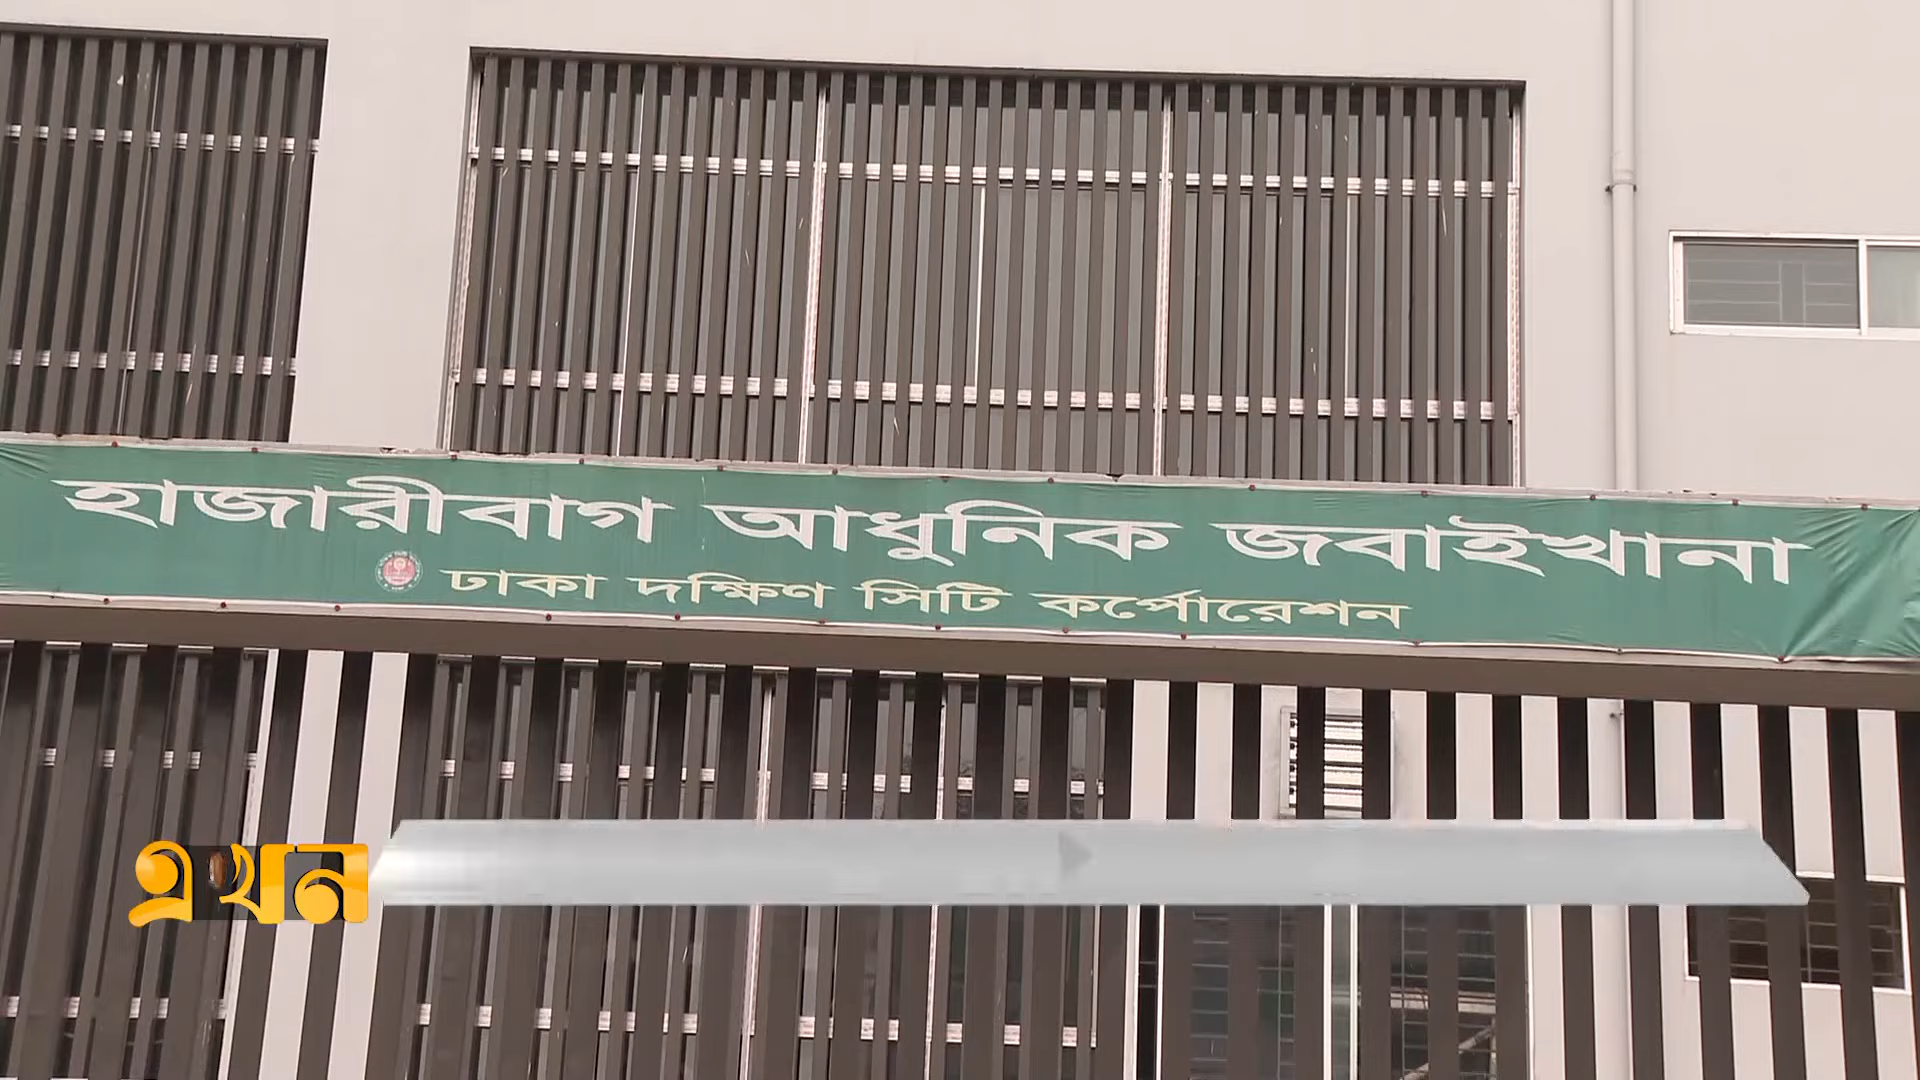 হাজারীবাগ আধুনিক জবাইখানা
ঢাকা দক্ষিণ সিটি কর্পোরেশন
এখন